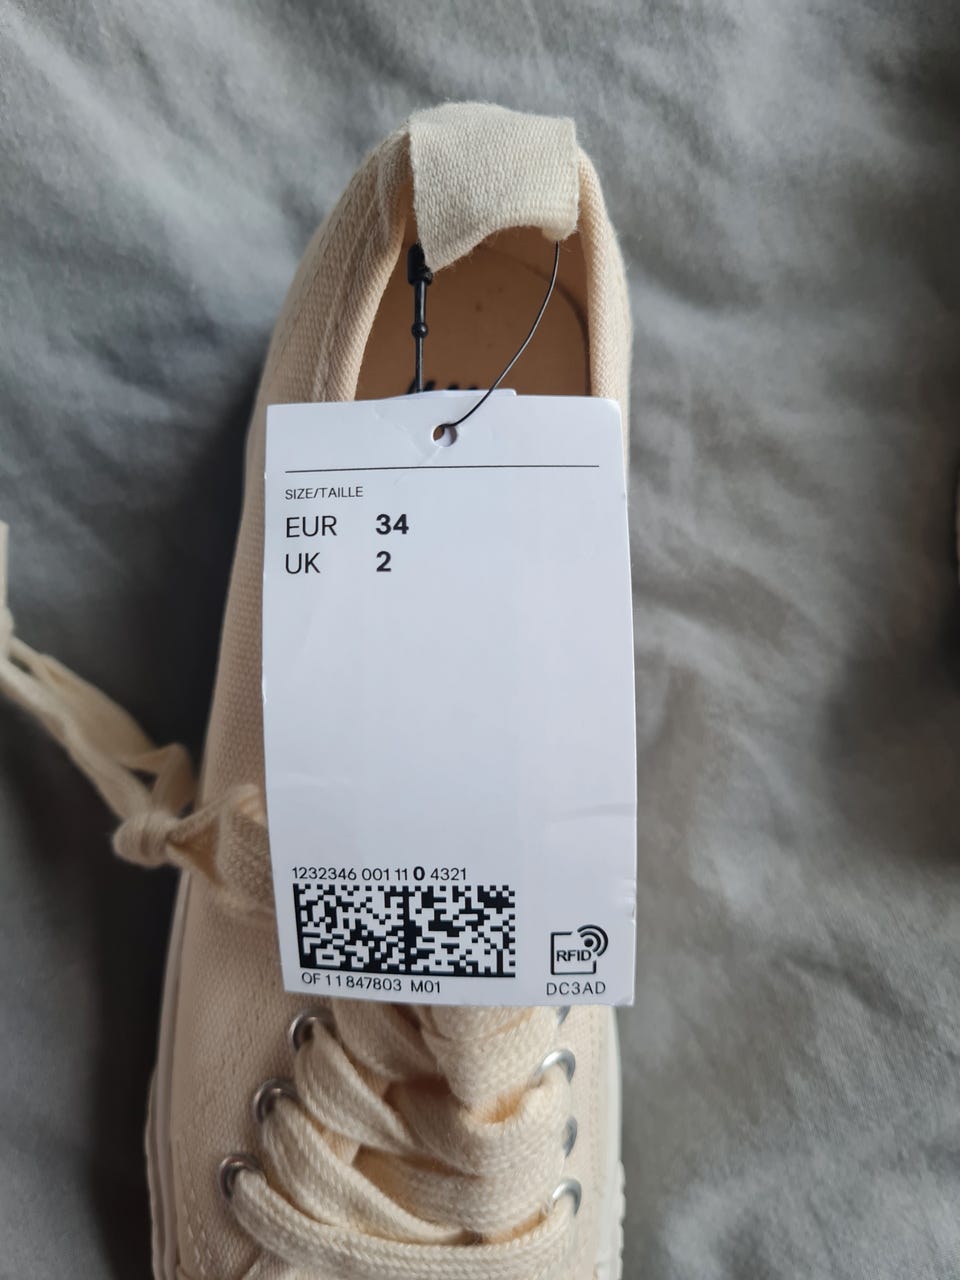 SIZE/TAILLE
EUR 34
UK 2
1232346 001 11 0 4321
RFID
OF 11847803 M01
DC3AD